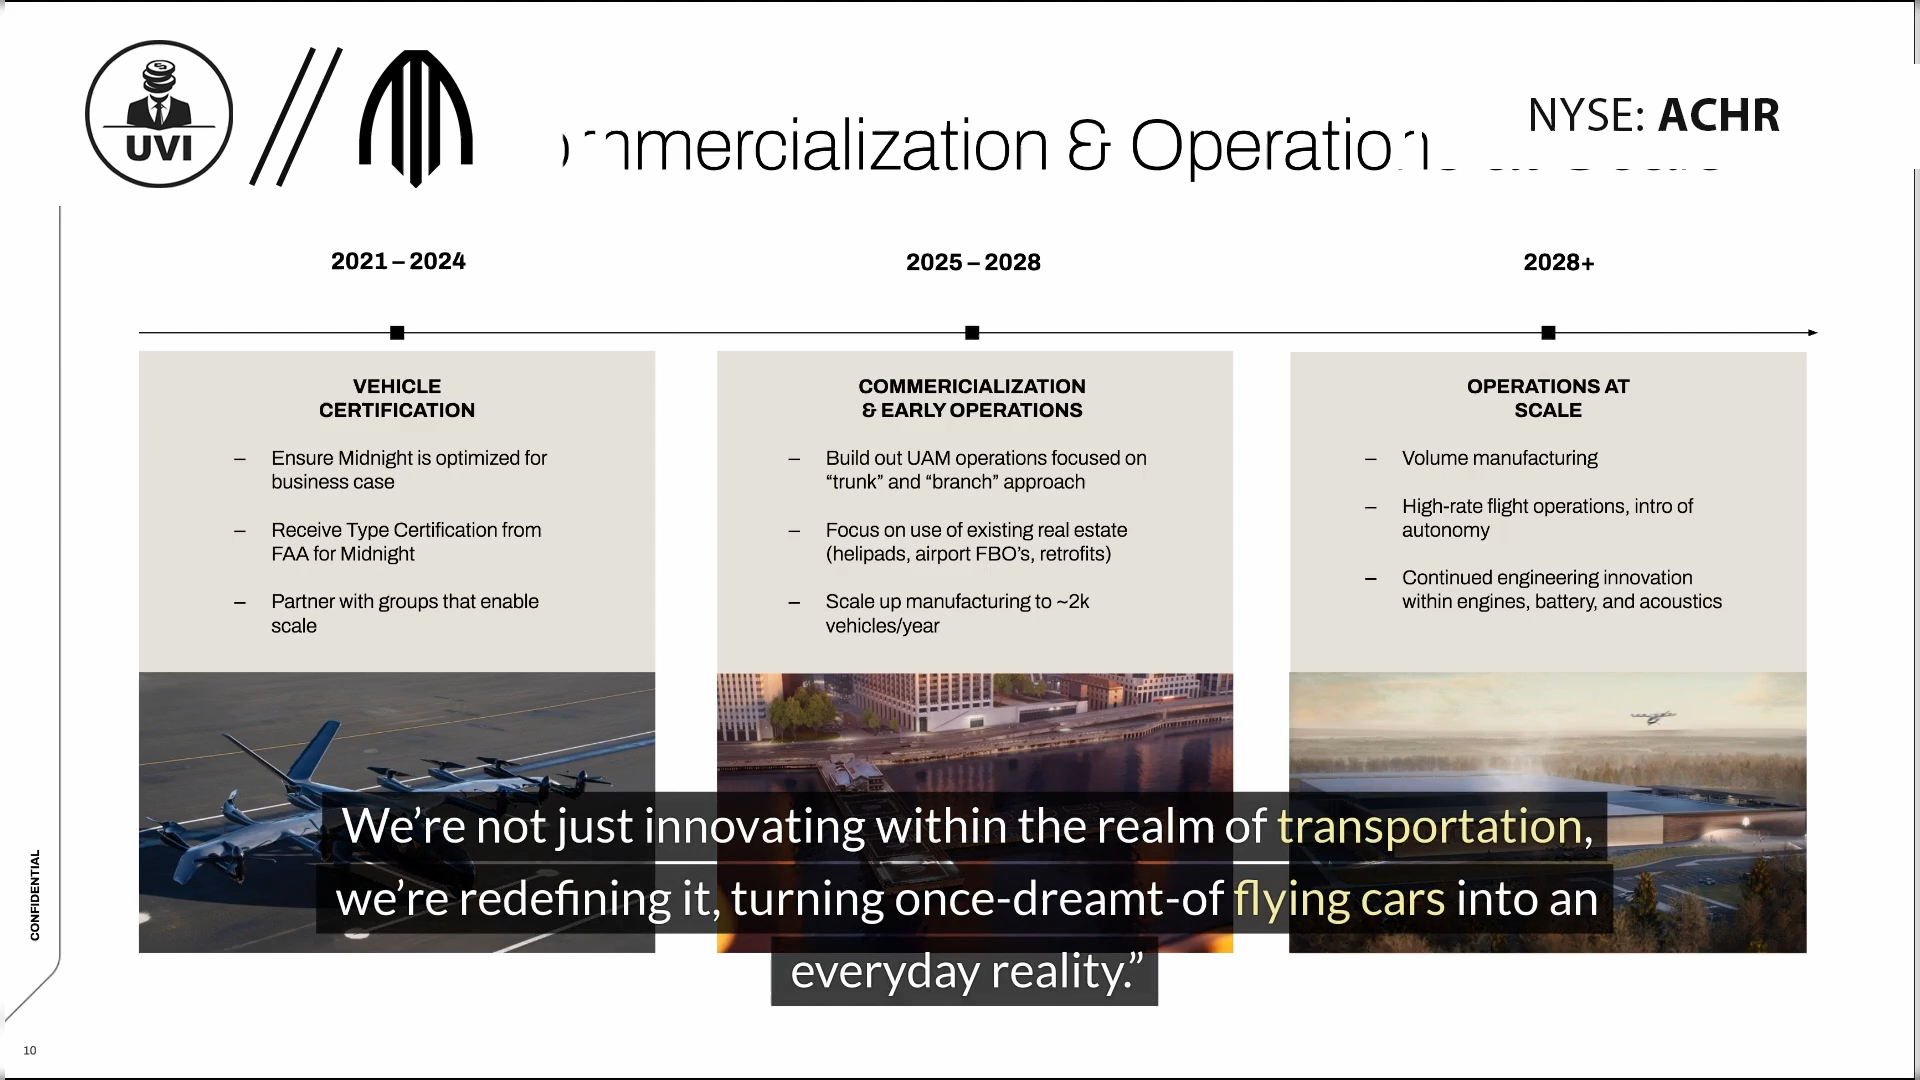 UVI
NYSE: ACHR
mmercialization & Operation
2021 – 2024
2025 – 2028
2028+
VEHICLE
CERTIFICATION
– Ensure Midnight is optimized for
business case
– Receive Type Certification from
FAA for Midnight
– Partner with groups that enable
scale
COMMERICIALIZATION
& EARLY OPERATIONS
– Build out UAM operations focused on
“trunk” and “branch” approach
– Focus on use of existing real estate
(helipads, airport FBO’s, retrofits)
– Scale up manufacturing to ~2k
vehicles/year
OPERATIONS AT
SCALE
– Volume manufacturing
– High-rate flight operations, intro of
autonomy
– Continued engineering innovation
within engines, battery, and acoustics
We’re not just innovating within the realm of transportation,
we’re redefining it, turning once-dreamt-of flying cars into an
everyday reality.”
CONFIDENTIAL
10